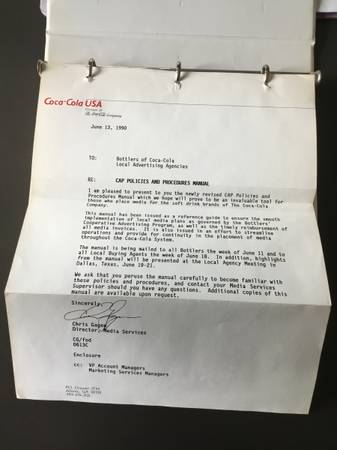 Coca-Cola USA
The Coca-Cola Company
June 13, 1990
TO: Bottlers of Coca-Cola
Local Advertising Agencies
RE: CAP POLICIES AND PROCEDURES MANUAL
I am pleased to present to you the newly revised CAP Policies and
Procedures Manual which we hope will prove to be an invaluable tool for
those who place media for the soft drink brands of The Coca-Cola
Company.
This manual has been issued as a reference guide to ensure the smooth
implementation of local media plans as governed by the Bottlers'
Cooperative Advertising Program, as well as the timely reimbursement of
all media invoices. It is also issued in an effort to streamline
operations and provide for continuity in the placement of media
throughout the Coca-Cola System.
The manual is being mailed to all Bottlers the week of June 11 and to
all Local Buying Agents the week of June 18. In addition, highlights
from the manual will be presented at the Local Agency Meeting in
Dallas, Texas, June 19-21.
We ask that you peruse the manual carefully to become familiar with
these policies and procedures, and contact your Media Services
Supervisor should you have any questions. Additional copies of this
manual are available upon request.
Sincerely,
Chris
Director, Media Services
CG/fod
0613C
Enclosure
cc: VP Account Managers
Marketing Services Managers